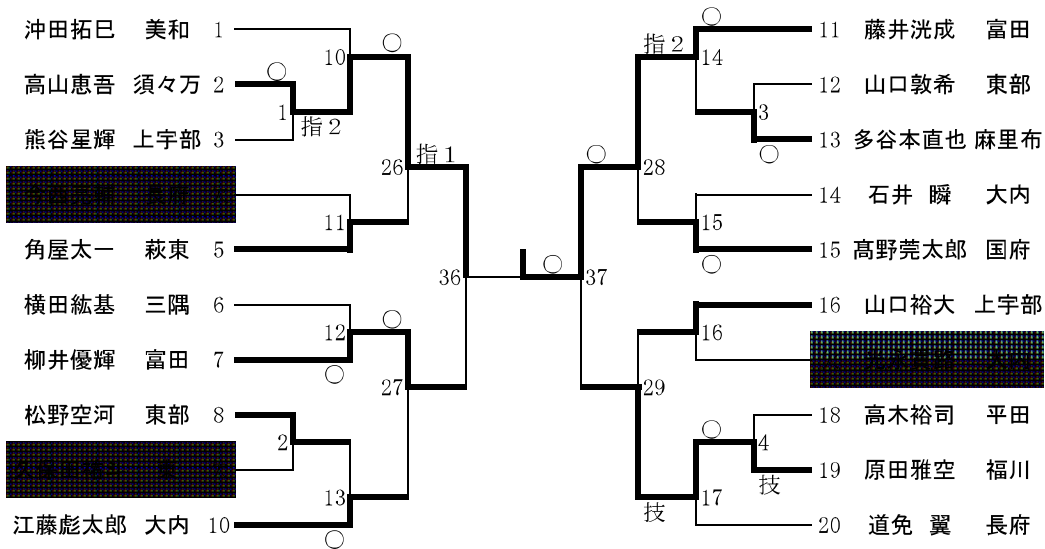 沖田拓巳 美和 1
高山恵吾 須々万 2
熊谷星輝 上宇部 3
角屋太一 萩東 5
横田紘基 三隅 6
柳井優輝 富田 7
松野空河 東部 8
江藤彪太郎 大内 10
10
1
指2
26
指1
11
36
12
27
2
13
11 藤井洸成 富田
12 山口敦希 東部
13 多谷本直也 麻里布
14 石井 瞬 大内
15 髙野莞太郎 国府
16 山口裕大 上宇部
18 高木裕司 平田
19 原田雅空 福川
20 道免 翼 長府
指2
14
3
28
15
37
16
29
4
技
17
技